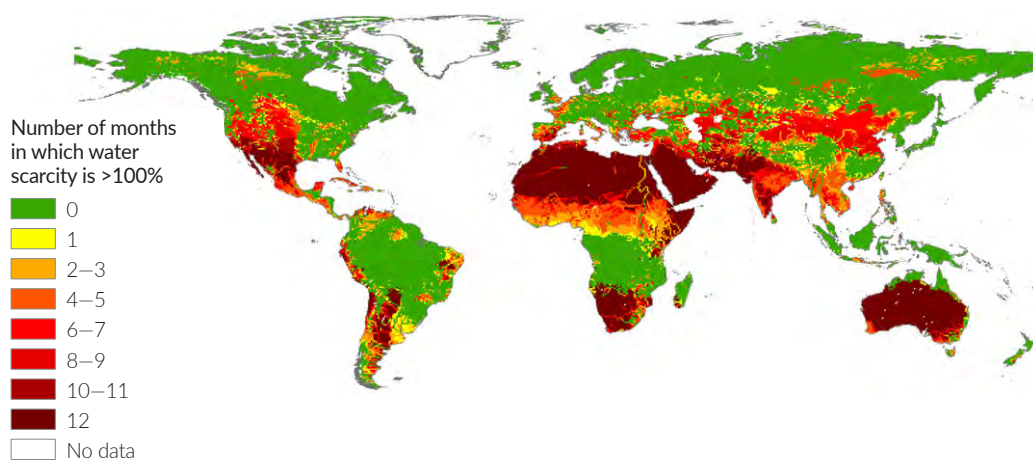 Number of months
in which water
scarcity is >100%
0
1
2—3
4—5
6—7
8—9
10—11
12
No data